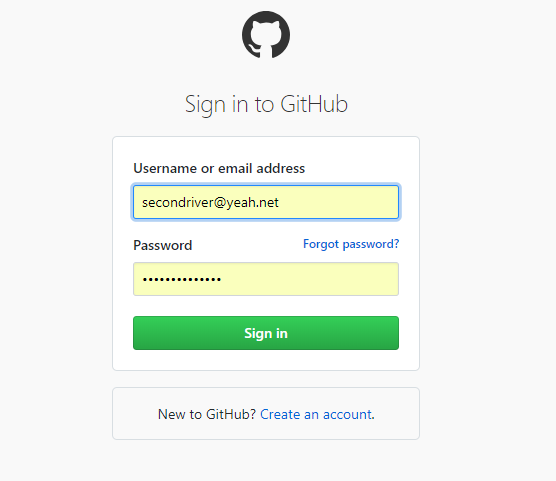 Sign in to GitHub
Username or email address
secondriver@yeah.net
Password Forgot password?
••••••••••••••
Sign in
New to GitHub? Create an account.